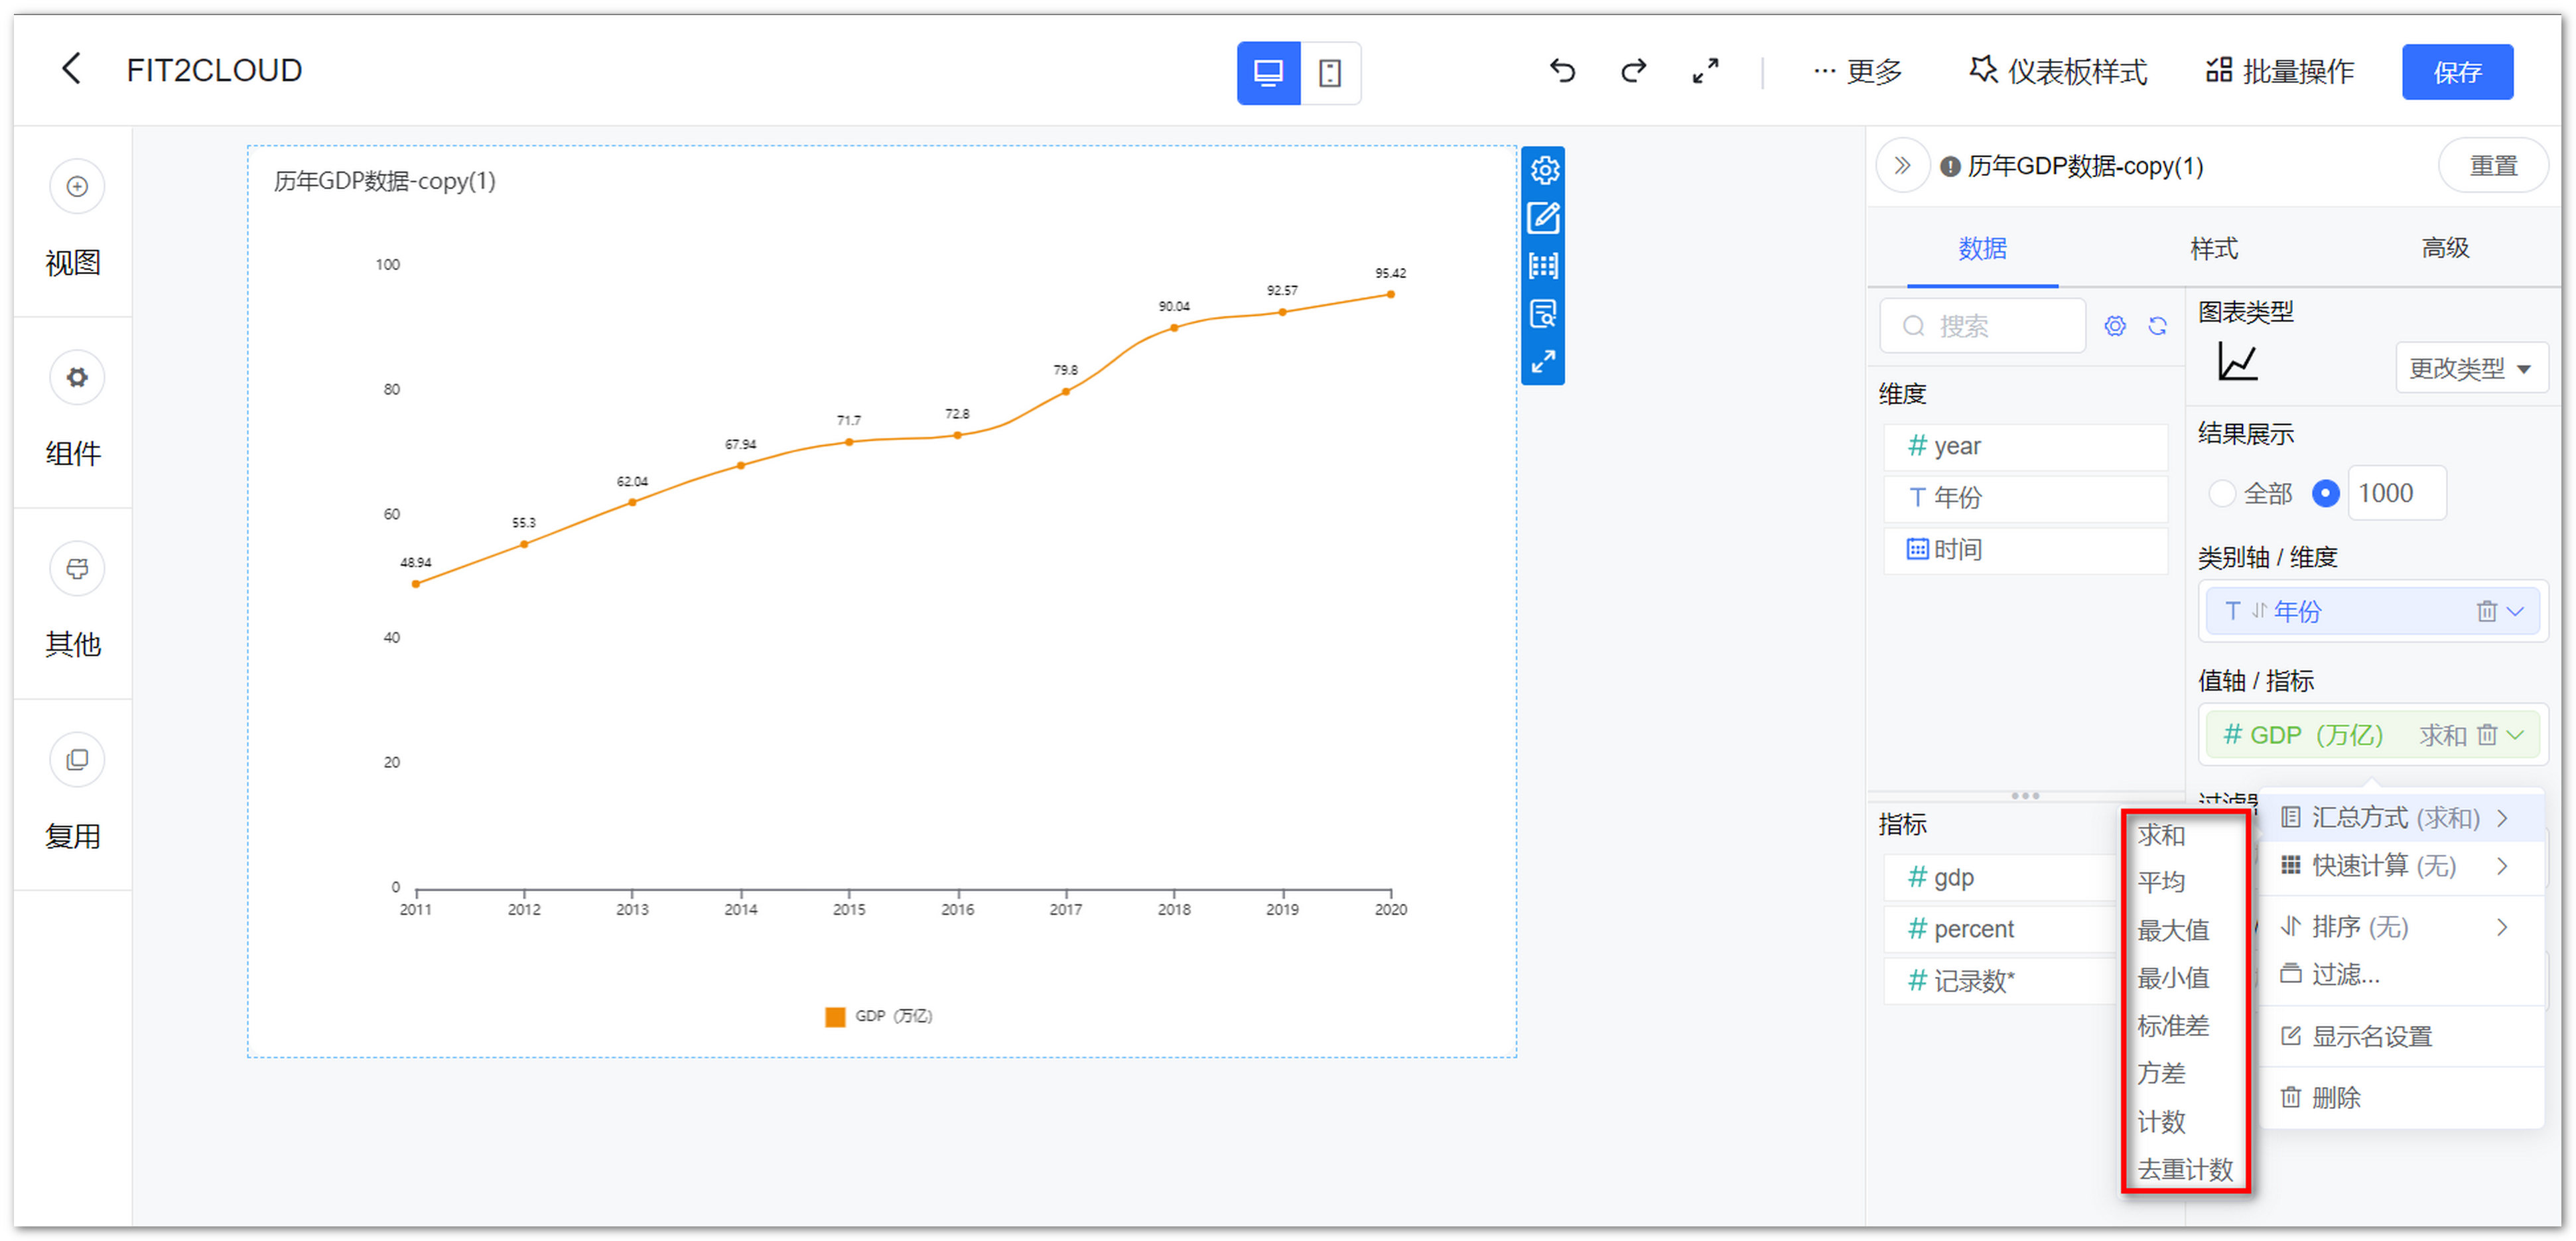 FIT2CLOUD
更多
仪表板样式
批量操作
保存
视图
组件
其他
复用
历年GDP数据-copy(1)
100
80
60
40
20
0
48.94
55.3
62.04
67.94
71.7
72.8
79.8
90.04
92.57
95.42
2011
2012
2013
2014
2015
2016
2017
2018
2019
2020
GDP（万亿）
历年GDP数据-copy(1)
重置
数据
样式
高级
搜索
维度
# year
T 年份
时间
指标
# gdp
# percent
# 记录数*
图表类型
更改类型
结果展示
全部
1000
类别轴 / 维度
T 年份
值轴 / 指标
# GDP（万亿） 求和
汇总方式 (求和)
快速计算 (无)
排序 (无)
过滤...
显示名设置
删除
求和
平均
最大值
最小值
标准差
方差
计数
去重计数